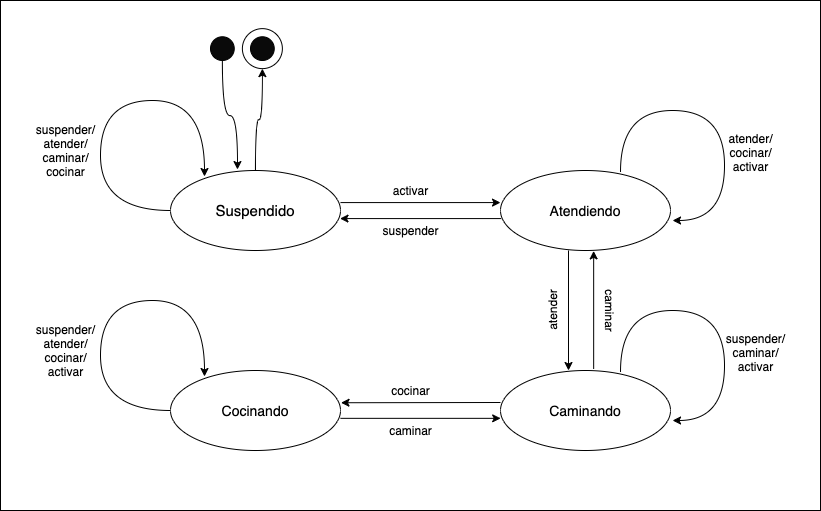 suspender/
atender/
caminar/
cocinar
atender/
cocinar/
activar
Suspendido
activar
suspender
Atendiendo
atender
caminar
suspender/
atender/
cocinar/
activar
suspender/
caminar/
activar
Cocinando
cocinar
caminar
Caminando